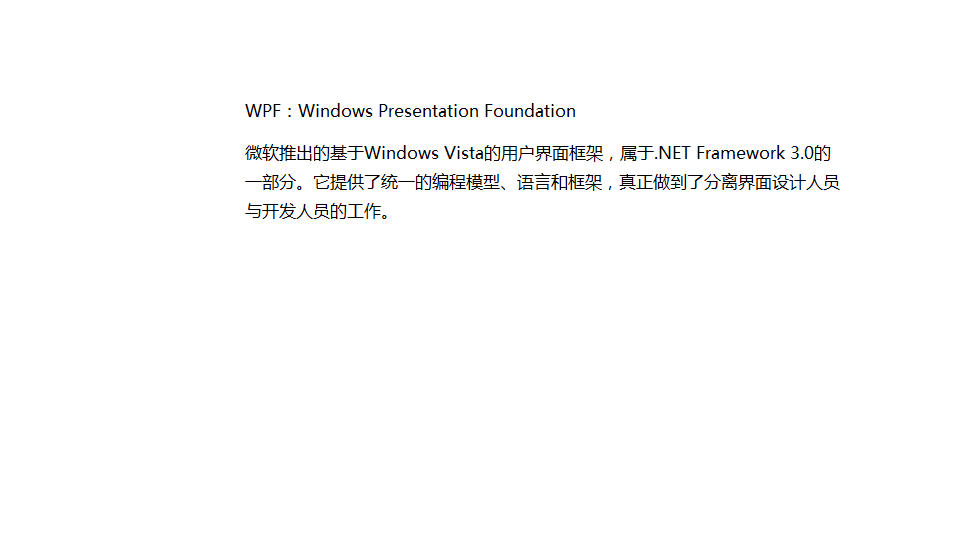 WPF：Windows Presentation Foundation
微软推出的基于Windows Vista的用户界面框架，属于.NET Framework 3.0的
一部分。它提供了统一的编程模型、语言和框架，真正做到了分离界面设计人员
与开发人员的工作。